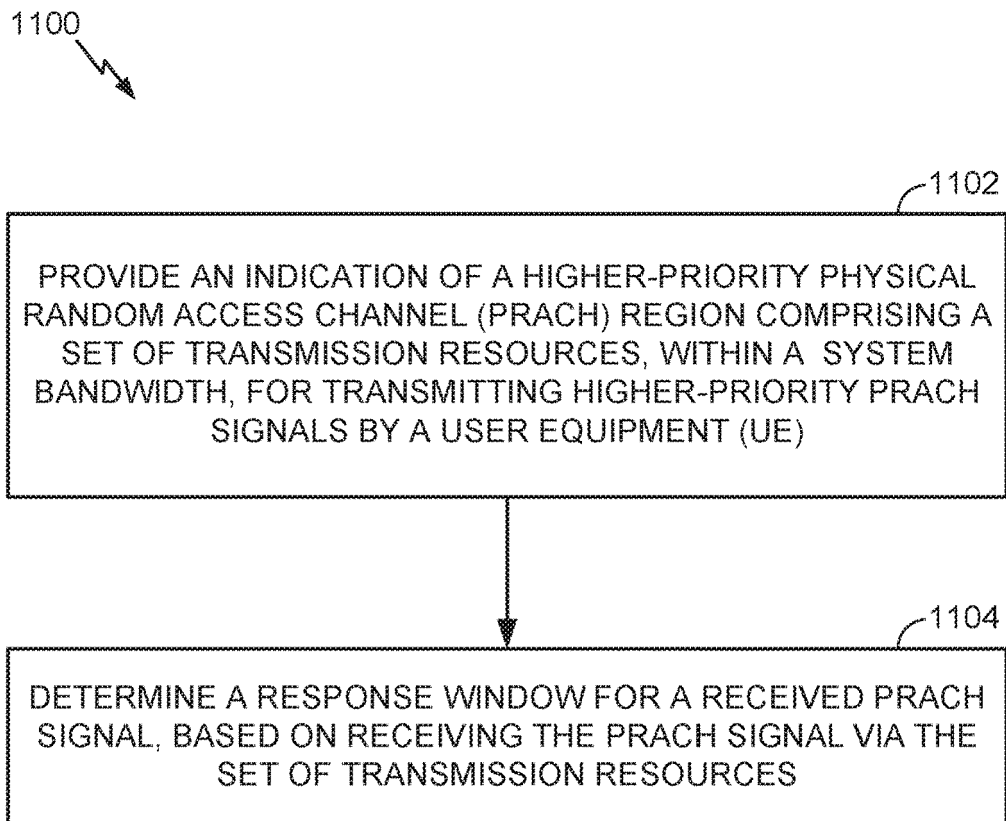 1100
1102
PROVIDE AN INDICATION OF A HIGHER-PRIORITY PHYSICAL
RANDOM ACCESS CHANNEL (PRACH) REGION COMPRISING A
SET OF TRANSMISSION RESOURCES, WITHIN A SYSTEM
BANDWIDTH, FOR TRANSMITTING HIGHER-PRIORITY PRACH
SIGNALS BY A USER EQUIPMENT (UE)
1104
DETERMINE A RESPONSE WINDOW FOR A RECEIVED PRACH
SIGNAL, BASED ON RECEIVING THE PRACH SIGNAL VIA THE
SET OF TRANSMISSION RESOURCES